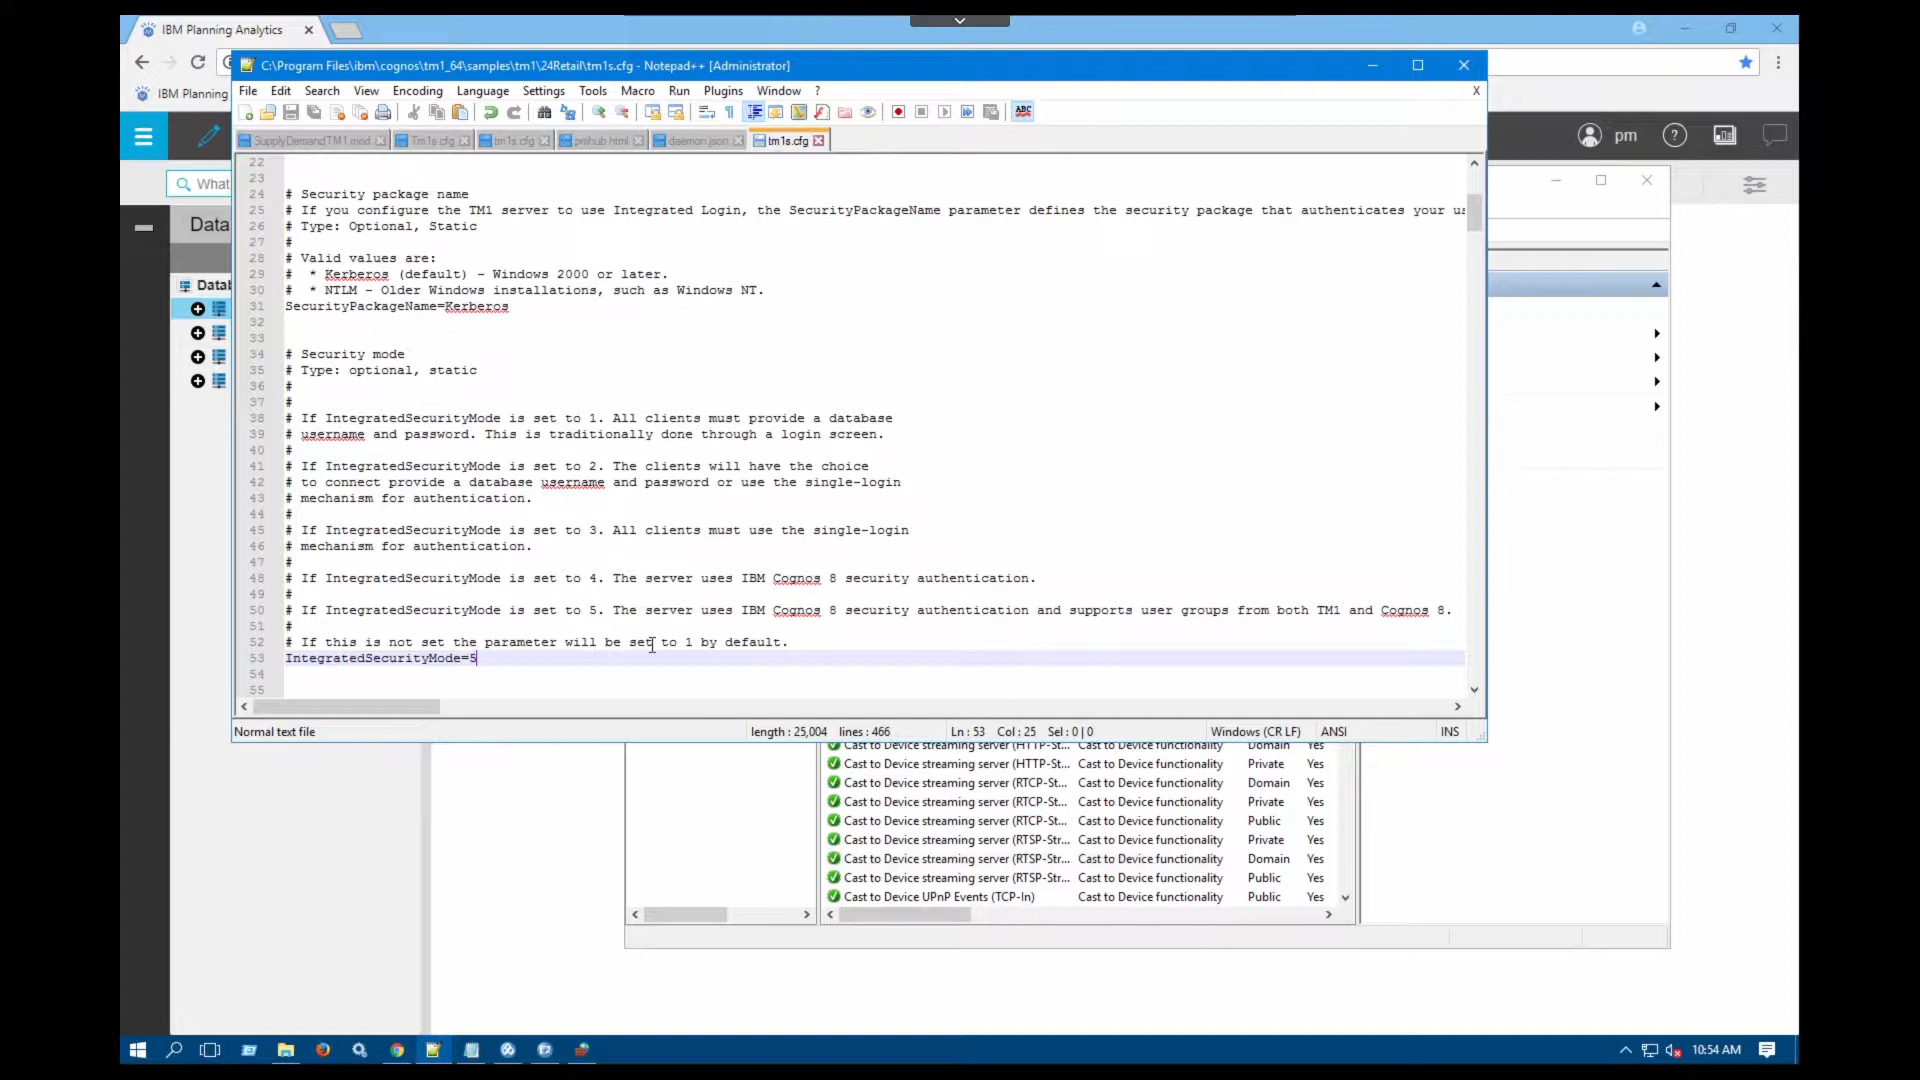 IBM Planning Analytics
IBM Planning
C:\Program Files\ibm\cognos\tm1_64\samples\tm1\24Retail\tm1s.cfg - Notepad++ [Administrator]
File Edit Search View Encoding Language Settings Tools Macro Run Plugins Window ? X
ABC
SupplyDemandTM1.mod Tm1s.cfg tm1s.cfg pmhub.html daemon.json tm1s.cfg
pm
What
Data
Datab
22
23
24 # Security package name
25 # If you configure the TM1 server to use Integrated Login, the SecurityPackageName parameter defines the security package that authenticates your us
26 # Type: Optional, Static
27 #
28 # Valid values are:
29 # * Kerberos (default) - Windows 2000 or later.
30 # * NTLM - Older Windows installations, such as Windows NT.
31 SecurityPackageName=Kerberos
32
33
34 # Security mode
35 # Type: optional, static
36 #
37 #
38 # If IntegratedSecurityMode is set to 1. All clients must provide a database
39 # username and password. This is traditionally done through a login screen.
40 #
41 # If IntegratedSecurityMode is set to 2. The clients will have the choice
42 # to connect provide a database username and password or use the single-login
43 # mechanism for authentication.
44 #
45 # If IntegratedSecurityMode is set to 3. All clients must use the single-login
46 # mechanism for authentication.
47 #
48 # If IntegratedSecurityMode is set to 4. The server uses IBM Cognos 8 security authentication.
49 #
50 # If IntegratedSecurityMode is set to 5. The server uses IBM Cognos 8 security authentication and supports user groups from both TM1 and Cognos 8.
51 #
52 # If this is not set the parameter will be set to 1 by default.
53 IntegratedSecurityMode=5
54
55
Normal text file length : 25,004 lines : 466 Ln : 53 Col : 25 Sel : 0 | 0 Windows (CR LF) ANSI INS
Cast to Device streaming server (HTTP-St... Cast to Device functionality Domain Yes
Cast to Device streaming server (HTTP-St... Cast to Device functionality Private Yes
Cast to Device streaming server (RTCP-St... Cast to Device functionality Domain Yes
Cast to Device streaming server (RTCP-St... Cast to Device functionality Private Yes
Cast to Device streaming server (RTCP-St... Cast to Device functionality Public Yes
Cast to Device streaming server (RTSP-Str... Cast to Device functionality Private Yes
Cast to Device streaming server (RTSP-Str... Cast to Device functionality Domain Yes
Cast to Device streaming server (RTSP-Str... Cast to Device functionality Public Yes
Cast to Device UPnP Events (TCP-In) Cast to Device functionality Public Yes
10:54 AM